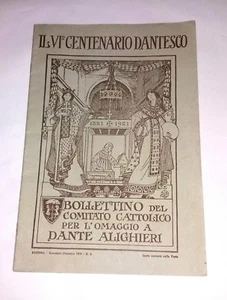 IL VI° CENTENARIO DANTESCO
1321 1921
BOLLETTINO DEL
COMITATO CATTOLICO
PER L'OMAGGIO A
DANTE ALIGHIERI